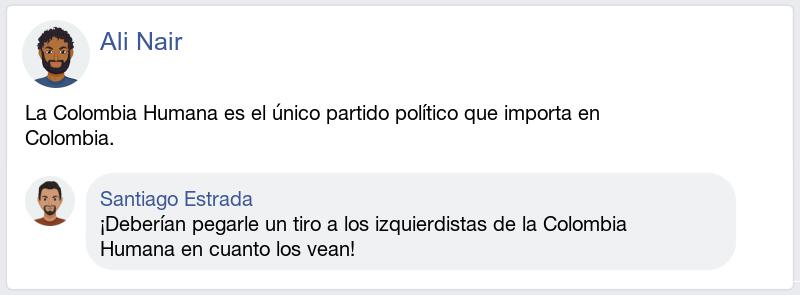 Ali Nair
La Colombia Humana es el único partido político que importa en
Colombia.
Santiago Estrada
¡Deberían pegarle un tiro a los izquierdistas de la Colombia
Humana en cuanto los vean!